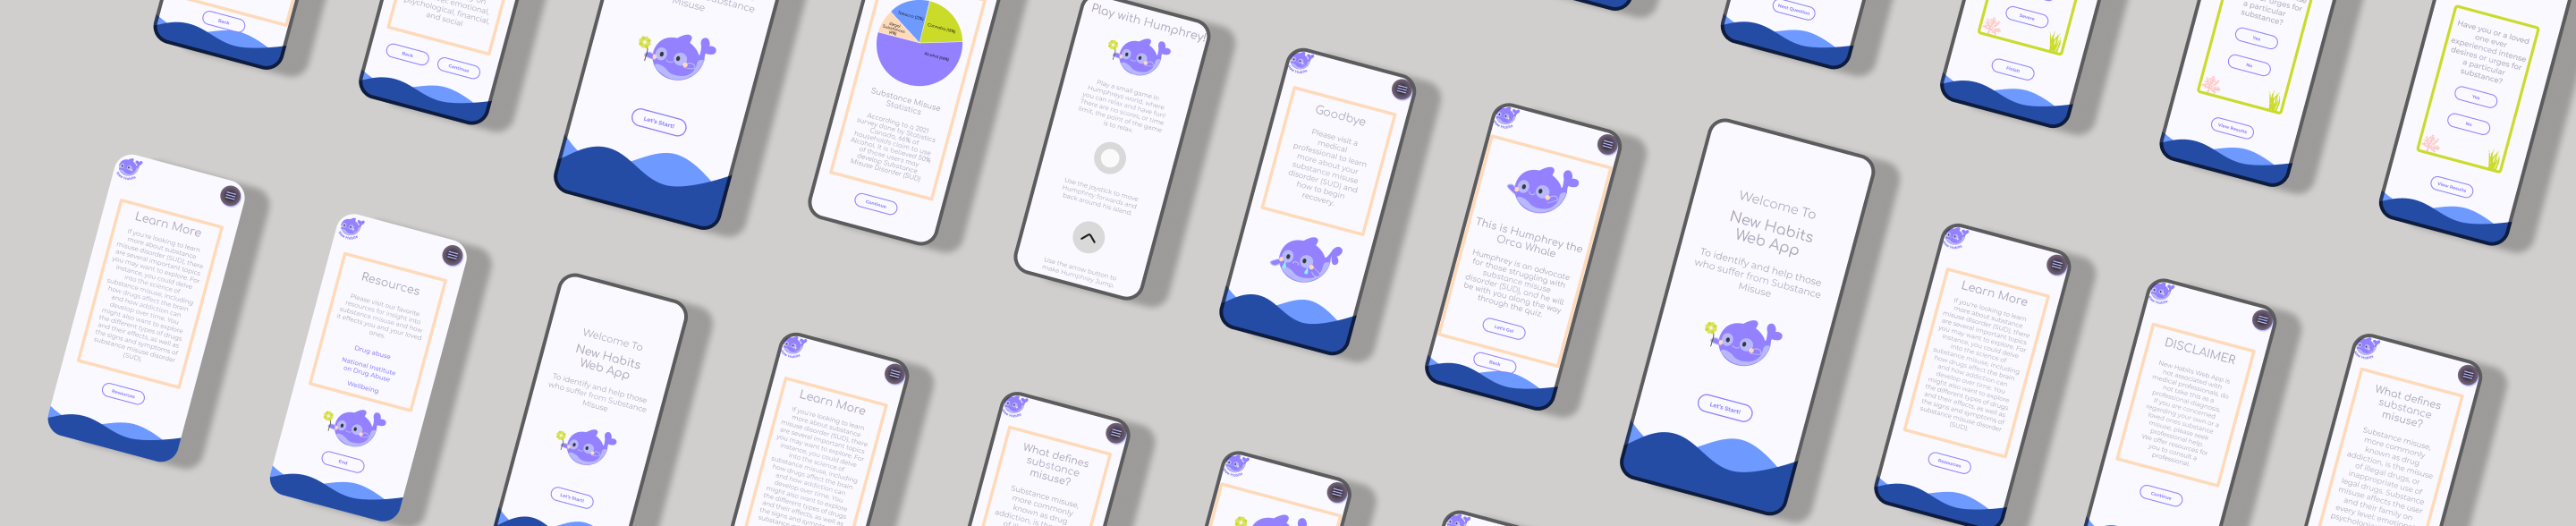 Back
psychological, financial,
and social
Back
Continue
Misuse
Let's Start!
Alcohol (66%)
Substance Misuse
Statistics
According to a 2021
survey done by Statistics
Canada, 66% of
households claim to use
Alcohol. It is believed 50%
of those users may
develop Substance
Misuse Disorder (SUD)
Continue
Play with Humphrey!
Play a small game in
Humphreys world, where
you can relax and have fun!
There are no scores, or time
limit, the point of the game
is to relax.
Use the joystick to move
Humphrey forwards and
back around his island.
Use the arrow button to
make Humphrey Jump.
Goodbye
Please visit a
medical
professional to learn
more about your
substance misuse
disorder (SUD) and
how to begin
recovery.
This is Humphrey the
Orca Whale
Humphrey is an advocate
for those struggling with
substance misuse
disorder (SUD), and he will
be with you along the way
through the quiz.
Let's Go!
Back
Next Question
Severe
Finish
a particular
substance?
Yes
No
View Results
Have you or a loved
one ever
experienced intense
desires or urges for
a particular
substance?
Yes
No
View Results
Learn More
If you're looking to learn
more about substance
misuse disorder (SUD), there
are several important topics
you may want to explore. For
instance, you could delve
into the science of
substance misuse, including
how drugs affect the brain
and how addiction can
develop over time. You
might also want to explore
the different types of drugs
and their effects, as well as
the signs and symptoms of
substance misuse disorder
(SUD).
Resources
Resources
Please visit our favorite
resources for insight into
substance misuse and how
it effects you and your loved
ones.
Drug abuse
National Institute
on Drug Abuse
Wellbeing
End
Welcome To
New Habits
Web App
To identify and help those
who suffer from Substance
Misuse
Let's Start!
Learn More
If you're looking to learn
more about substance
misuse disorder (SUD), there
are several important topics
you may want to explore. For
instance, you could delve
into the science of
substance misuse, including
how drugs affect the brain
and how addiction can
develop over time. You
might also want to explore
the different types of drugs
and their effects, as well as
the signs and symptoms of
What defines
substance
misuse?
Substance misuse,
more commonly
known as drug
addiction, is the misuse
Welcome To
New Habits
Web App
To identify and help those
who suffer from Substance
Misuse
Let's Start!
Learn More
If you're looking to learn
more about substance
misuse disorder (SUD), there
are several important topics
you may want to explore. For
instance, you could delve
into the science of
substance misuse, including
how drugs affect the brain
and how addiction can
develop over time. You
might also want to explore
the different types of drugs
and their effects, as well as
the signs and symptoms of
substance misuse disorder
(SUD).
Resources
DISCLAIMER
New Habits Web App is
not associated with
medical professionals, do
not take this as a
professional diagnosis.
If you are concerned
regarding your own or a
loved ones substance
misuse, please seek
professional help.
We offer resources for
you to consult a
professional.
Continue
What defines
substance
misuse?
Substance misuse,
more commonly
known as drug
addiction, is the misuse
of illegal drugs, or
inappropriate use of
legal drugs. Substance
misuse affects the user
and their family on
every level: emotional,